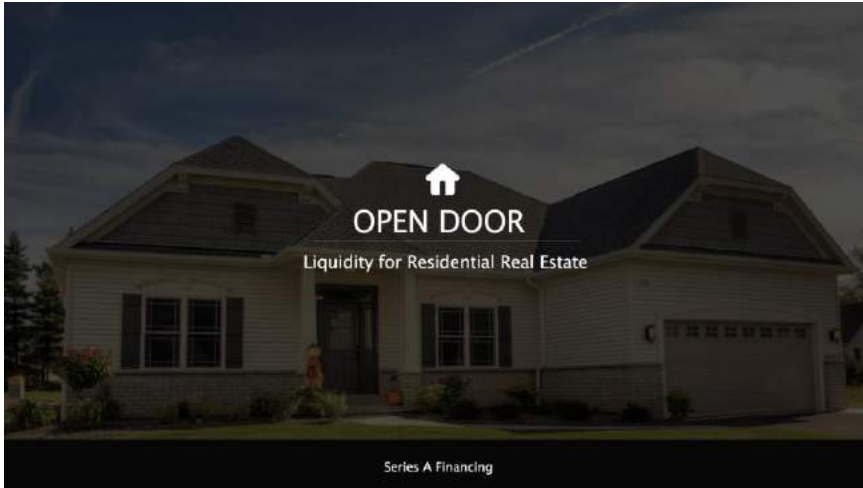 OPEN DOOR
Liquidity for Residential Real Estate
Series A Financing